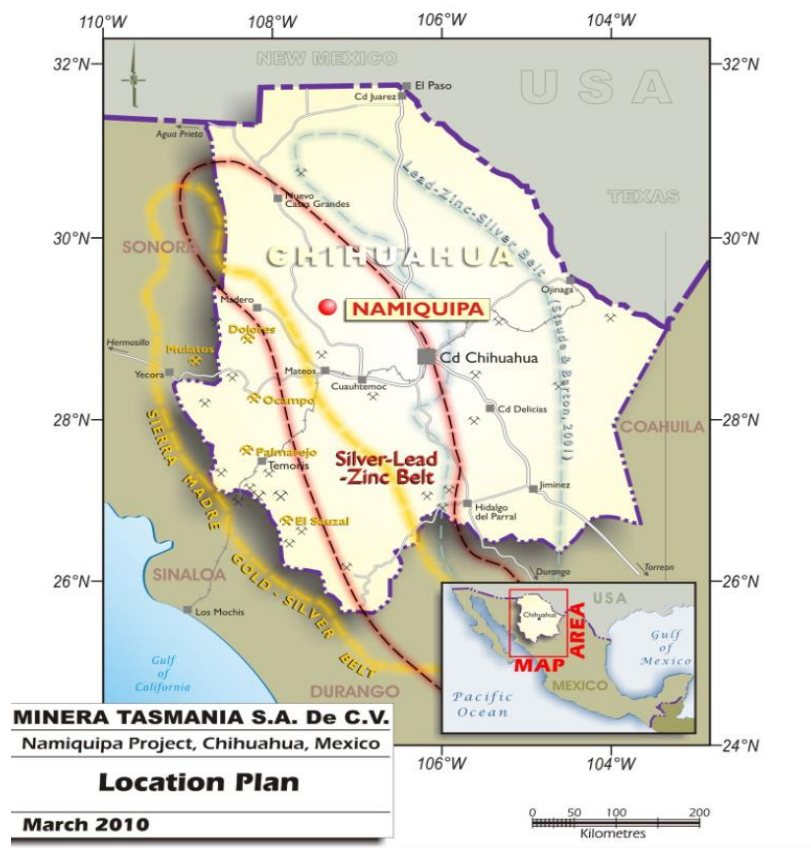 110°W
108°W
106°W
104°W
32°N
32°N
NEW MEXICO
USA
El Paso
Cd Juarez
Agua Prieta
TEXAS
Lead-Zinc-Silver Belt (Staude & Barton, 2001)
Nuevo
Casas Grandes
30°N
30°N
SONORA
CHIHUAHUA
Ojinaga
Madero
NAMIQUIPA
Dolores
Hermosillo
Mulatos
Yecora
Mateos
Cd Chihuahua
Cuauhtemoc
Ocampo
Cd Delicias
28°N
28°N
COAHUILA
Palmarejo
Temoris
Silver-Lead
-Zinc Belt
Jiminez
El Sauzal
Hidalgo
del Parral
SIERRA MADRE GOLD-SILVER BELT
Durango
Torreon
26°N
26°N
SINALOA
Los Mochis
Gulf
of
California
DURANGO
USA
Chihuahua
MAP
AREA
Gulf
of
Mexico
MEXICO
Pacific
Ocean
MINERA TASMANIA S.A. De C.V.
Namiquipa Project, Chihuahua, Mexico
Location Plan
March 2010
24°N
106°W
104°W
0 50 100 200
Kilometres